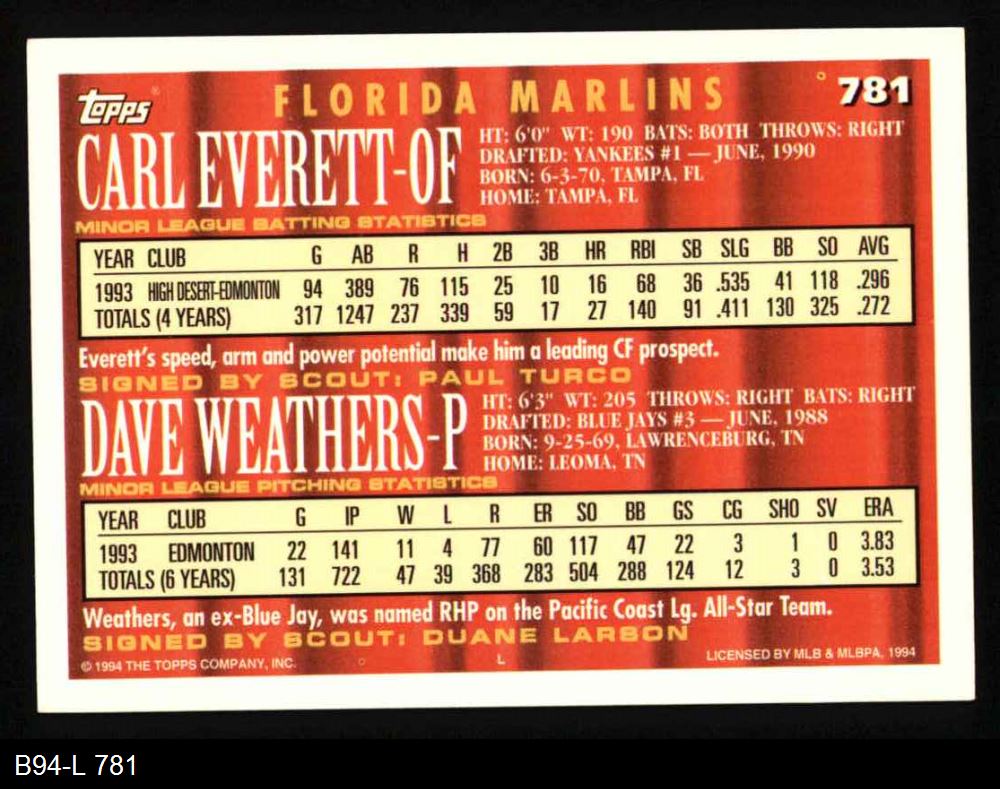 topps® FLORIDA MARLINS 781
CARL EVERETT-OF
HT: 6'0" WT: 190 BATS: BOTH THROWS: RIGHT
DRAFTED: YANKEES #1 — JUNE, 1990
BORN: 6-3-70, TAMPA, FL
HOME: TAMPA, FL
MINOR LEAGUE BATTING STATISTICS
YEAR CLUB G AB R H 2B 3B HR RBI SB SLG BB SO AVG
1993 HIGH DESERT-EDMONTON 94 389 76 115 25 10 16 68 36 .535 41 118 .296
TOTALS (4 YEARS) 317 1247 237 339 59 17 27 140 91 .411 130 325 .272
Everett's speed, arm and power potential make him a leading CF prospect.
SIGNED BY SCOUT: PAUL TURCO
DAVE WEATHERS-P
HT: 6'3" WT: 205 THROWS: RIGHT BATS: RIGHT
DRAFTED: BLUE JAYS #3 — JUNE, 1988
BORN: 9-25-69, LAWRENCEBURG, TN
HOME: LEOMA, TN
MINOR LEAGUE PITCHING STATISTICS
YEAR CLUB G IP W L R ER SO BB GS CG SHO SV ERA
1993 EDMONTON 22 141 11 4 77 60 117 47 22 3 1 0 3.83
TOTALS (6 YEARS) 131 722 47 39 368 283 504 288 124 12 3 0 3.53
Weathers, an ex-Blue Jay, was named RHP on the Pacific Coast Lg. All-Star Team.
SIGNED BY SCOUT: DUANE LARSON
© 1994 THE TOPPS COMPANY, INC. L LICENSED BY MLB & MLBPA, 1994
B94-L 781